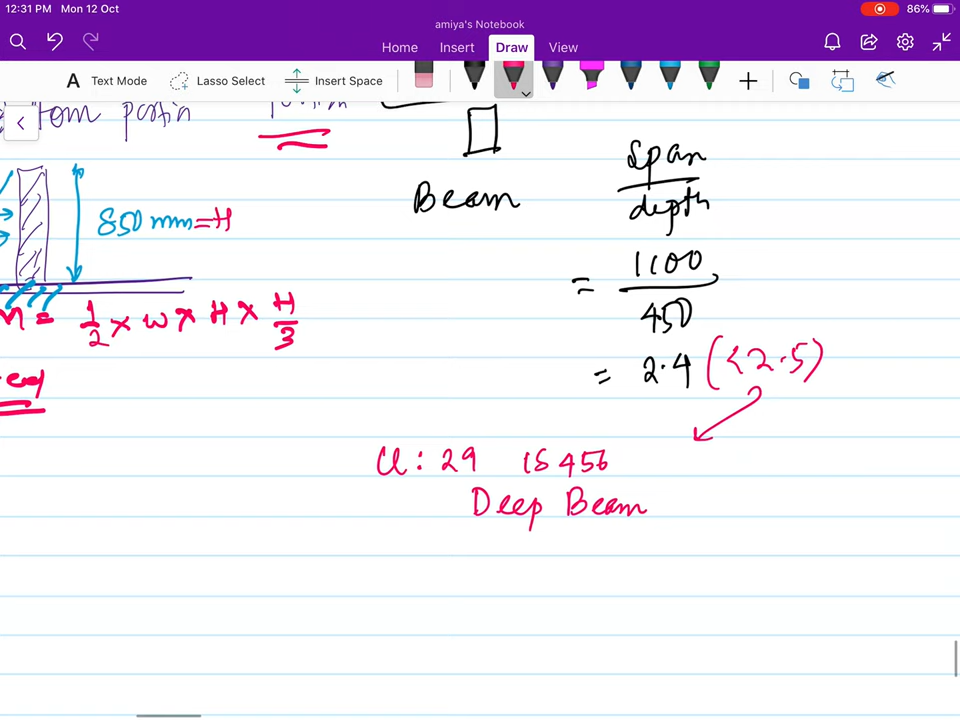 12:31 PM Mon 12 Oct
86%
amiya's Notebook
Home Insert Draw View
Text Mode Lasso Select Insert Space
tom portin
Beam
Span
depth
= 1100
450
= 2.4 (<2.5)
850 mm = H
= 1/2 x w x H x H/3
Cl: 29 IS 456
Deep Beam